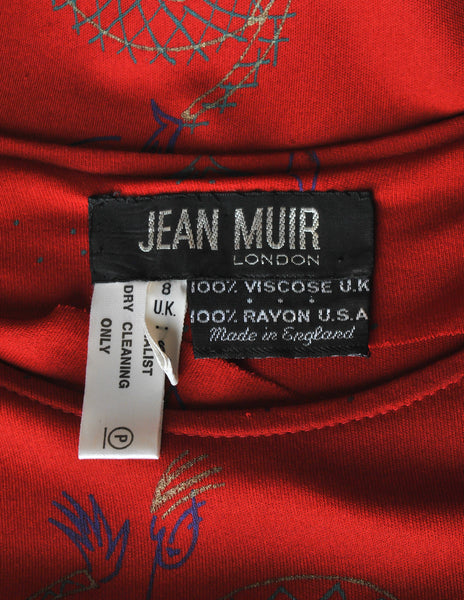 JEAN MUIR
LONDON
8
U.K.
100% VISCOSE U.K
100% RAYON U.S.A
Made in England
DRY CLEANING
ONLY
P